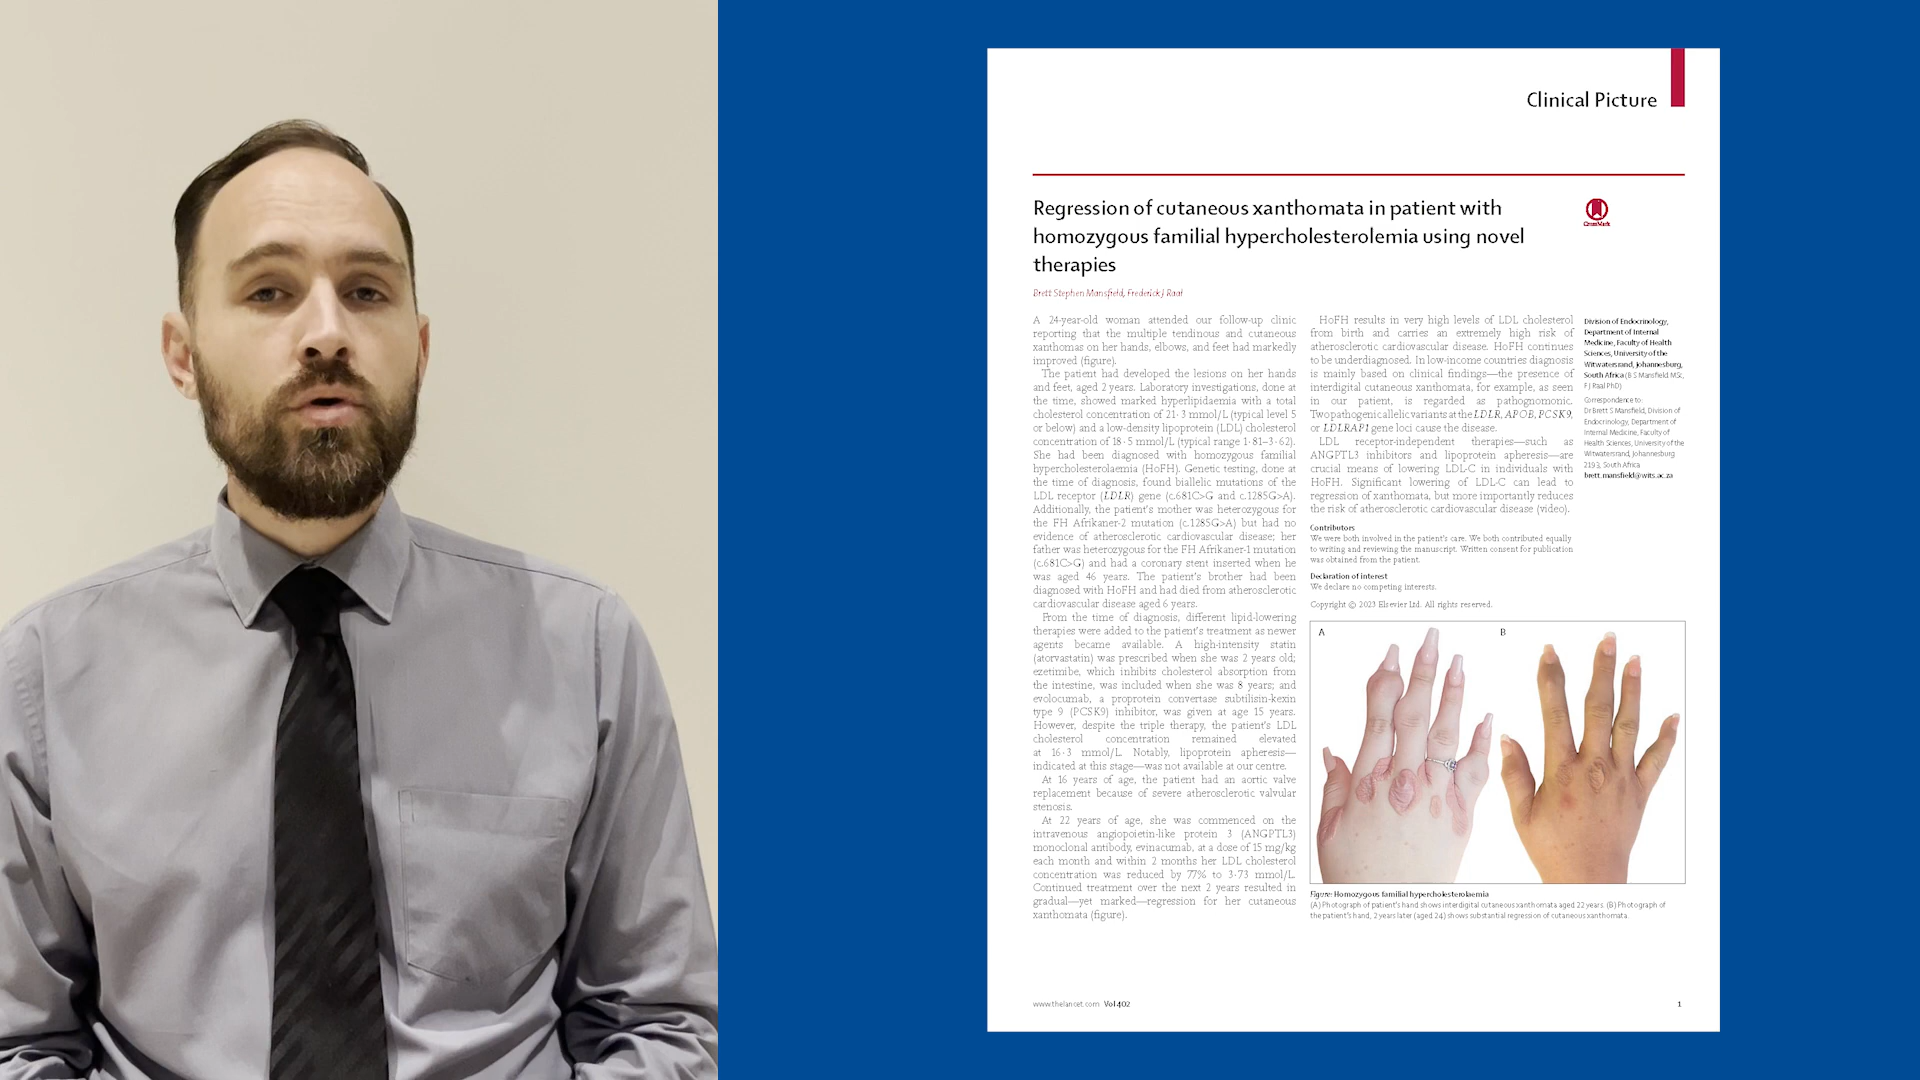 Clinical Picture
Regression of cutaneous xanthomata in patient with
homozygous familial hypercholesterolemia using novel
therapies
CrossMark
Brett Stephen Mansfield, Frederick J Raal
A 24-year-old woman attended our follow-up clinic
reporting that the multiple tendinous and cutaneous
xanthomas on her hands, elbows, and feet had markedly
improved (figure).
The patient had developed the lesions on her hands
and feet, aged 2 years. Laboratory investigations, done at
the time, showed marked hyperlipidaemia with a total
cholesterol concentration of 21·3 mmol/L (typical level 5
or below) and a low-density lipoprotein (LDL) cholesterol
concentration of 18·5 mmol/L (typical range 1·81–3·62).
She had been diagnosed with homozygous familial
hypercholesterolaemia (HoFH). Genetic testing, done at
the time of diagnosis, found biallelic mutations of the
LDL receptor (LDLR) gene (c.681C>G and c.1285G>A).
Additionally, the patient's mother was heterozygous for
the FH Afrikaner-2 mutation (c.1285G>A) but had no
evidence of atherosclerotic cardiovascular disease; her
father was heterozygous for the FH Afrikaner-1 mutation
(c.681C>G) and had a coronary stent inserted when he
was aged 46 years. The patient's brother had been
diagnosed with HoFH and had died from atherosclerotic
cardiovascular disease aged 6 years.
From the time of diagnosis, different lipid-lowering
therapies were added to the patient's treatment as newer
agents became available. A high-intensity statin
(atorvastatin) was prescribed when she was 2 years old;
ezetimibe, which inhibits cholesterol absorption from
the intestine, was included when she was 8 years; and
evolocumab, a proprotein convertase subtilisin-kexin
type 9 (PCSK9) inhibitor, was given at age 15 years.
However, despite the triple therapy, the patient's LDL
cholesterol concentration remained elevated
at 16·3 mmol/L. Notably, lipoprotein apheresis—
indicated at this stage—was not available at our centre.
At 16 years of age, the patient had an aortic valve
replacement because of severe atherosclerotic valvular
stenosis.
At 22 years of age, she was commenced on the
intravenous angiopoietin-like protein 3 (ANGPTL3)
monoclonal antibody, evinacumab, at a dose of 15 mg/kg
each month and within 2 months her LDL cholesterol
concentration was reduced by 77% to 3·73 mmol/L.
Continued treatment over the next 2 years resulted in
gradual—yet marked—regression for her cutaneous
xanthomata (figure).
HoFH results in very high levels of LDL cholesterol
from birth and carries an extremely high risk of
atherosclerotic cardiovascular disease. HoFH continues
to be underdiagnosed. In low-income countries diagnosis
is mainly based on clinical findings—the presence of
interdigital cutaneous xanthomata, for example, as seen
in our patient, is regarded as pathognomonic.
Two pathogenic allelic variants at the LDLR, APOB, PCSK9,
or LDLRAP1 gene loci cause the disease.
LDL receptor-independent therapies—such as
ANGPTL3 inhibitors and lipoprotein apheresis—are
crucial means of lowering LDL-C in individuals with
HoFH. Significant lowering of LDL-C can lead to
regression of xanthomata, but more importantly reduces
the risk of atherosclerotic cardiovascular disease (video).
Contributors
We were both involved in the patient's care. We both contributed equally
to writing and reviewing the manuscript. Written consent for publication
was obtained from the patient.
Declaration of interest
We declare no competing interests.
Copyright © 2023 Elsevier Ltd. All rights reserved.
Division of Endocrinology,
Department of Internal
Medicine, Faculty of Health
Sciences, University of the
Witwatersrand, Johannesburg,
South Africa (B S Mansfield MSc,
F J Raal PhD)
Correspondence to:
Dr Brett S Mansfield, Division of
Endocrinology, Department of
Internal Medicine, Faculty of
Health Sciences, University of the
Witwatersrand, Johannesburg
2193, South Africa
brett.mansfield@wits.ac.za
A
B
Figure: Homozygous familial hypercholesterolaemia
(A) Photograph of patient's hand shows interdigital cutaneous xanthomata aged 22 years. (B) Photograph of
the patient's hand, 2 years later (aged 24) shows substantial regression of cutaneous xanthomata.
www.thelancet.com Vol 402
1